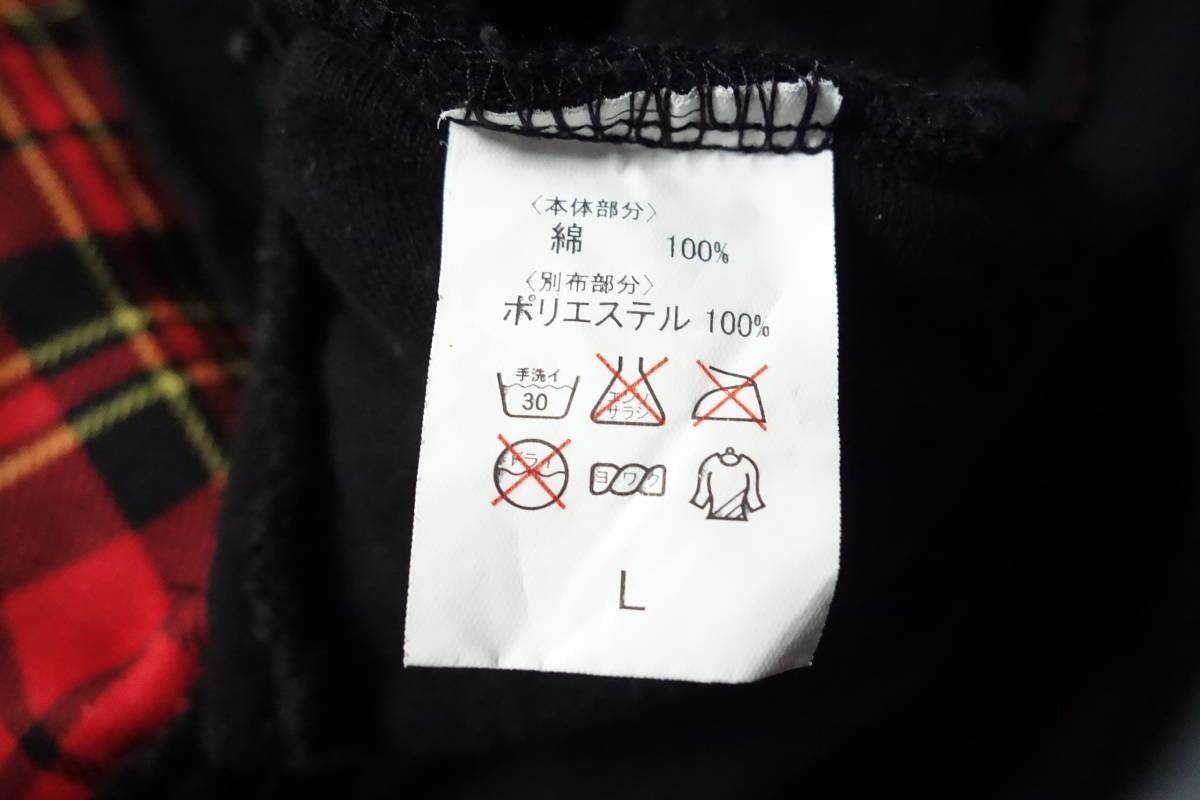 〈本体部分〉
綿 100%
〈別布部分〉
ポリエステル 100%
手洗イ
30
エンソ
サラシ
ドライ
ヨワク
L